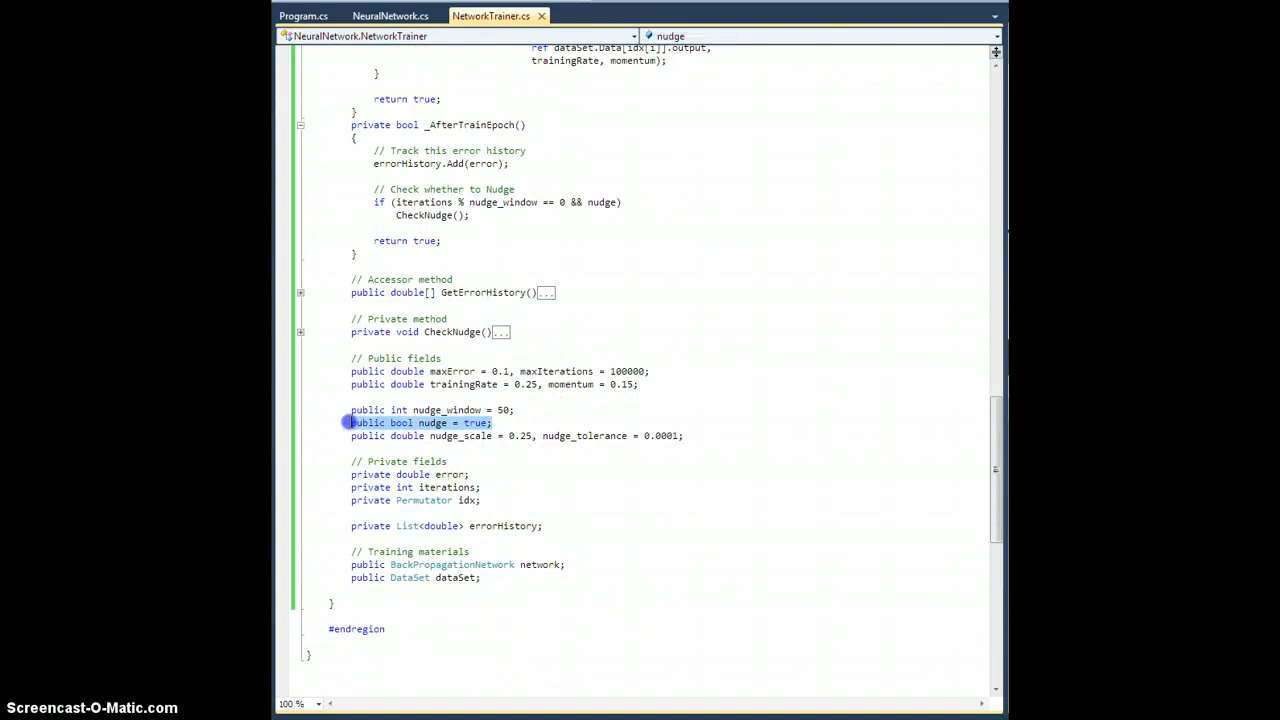 Program.cs NeuralNetwork.cs NetworkTrainer.cs
NeuralNetwork.NetworkTrainer nudge
ref dataSet.Data[idx[i]].output,
trainingRate, momentum);
}
return true;
}
private bool _AfterTrainEpoch()
{
// Track this error history
errorHistory.Add(error);
// Check whether to Nudge
if (iterations % nudge_window == 0 && nudge)
CheckNudge();
return true;
}
// Accessor method
public double[] GetErrorHistory()...
// Private method
private void CheckNudge()...
// Public fields
public double maxError = 0.1, maxIterations = 100000;
public double trainingRate = 0.25, momentum = 0.15;
public int nudge_window = 50;
public bool nudge = true;
public double nudge_scale = 0.25, nudge_tolerance = 0.0001;
// Private fields
private double error;
private int iterations;
private Permutator idx;
private List<double> errorHistory;
// Training materials
public BackPropagationNetwork network;
public DataSet dataSet;
}
#endregion
}
100 %
Screencast-O-Matic.com